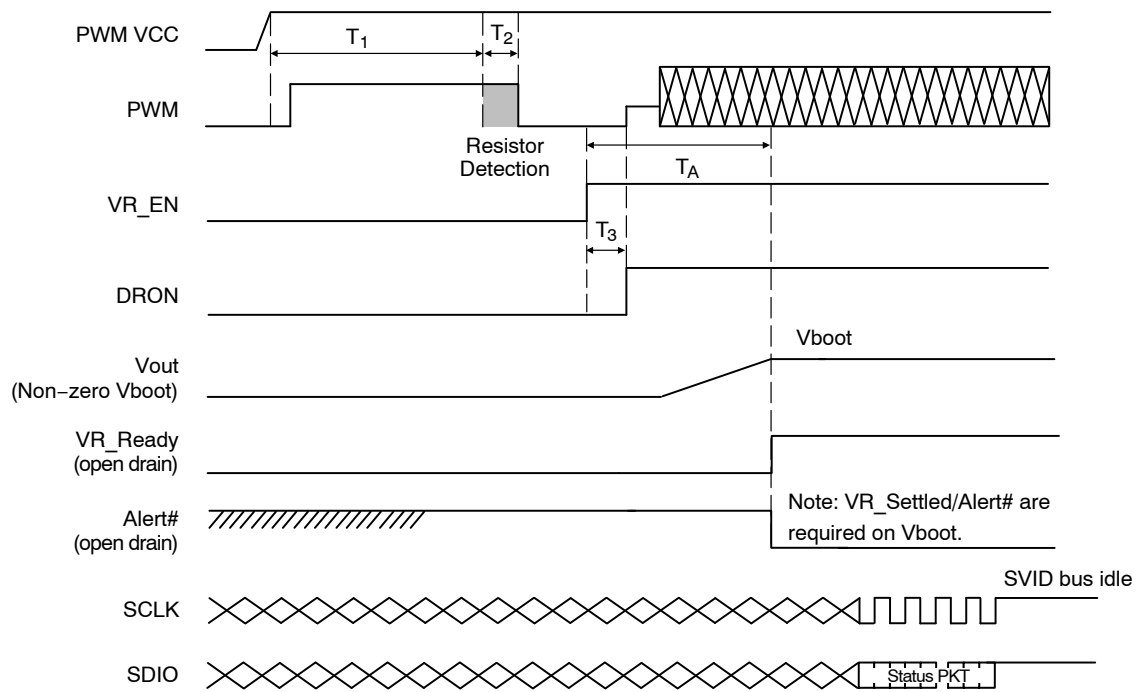 PWM VCC
T1
T2
PWM
Resistor
Detection
TA
VR_EN
T3
DRON
Vboot
Vout
(Non−zero Vboot)
VR_Ready
(open drain)
Note: VR_Settled/Alert# are
required on Vboot.
Alert#
(open drain)
SVID bus idle
SCLK
SDIO
Status PKT